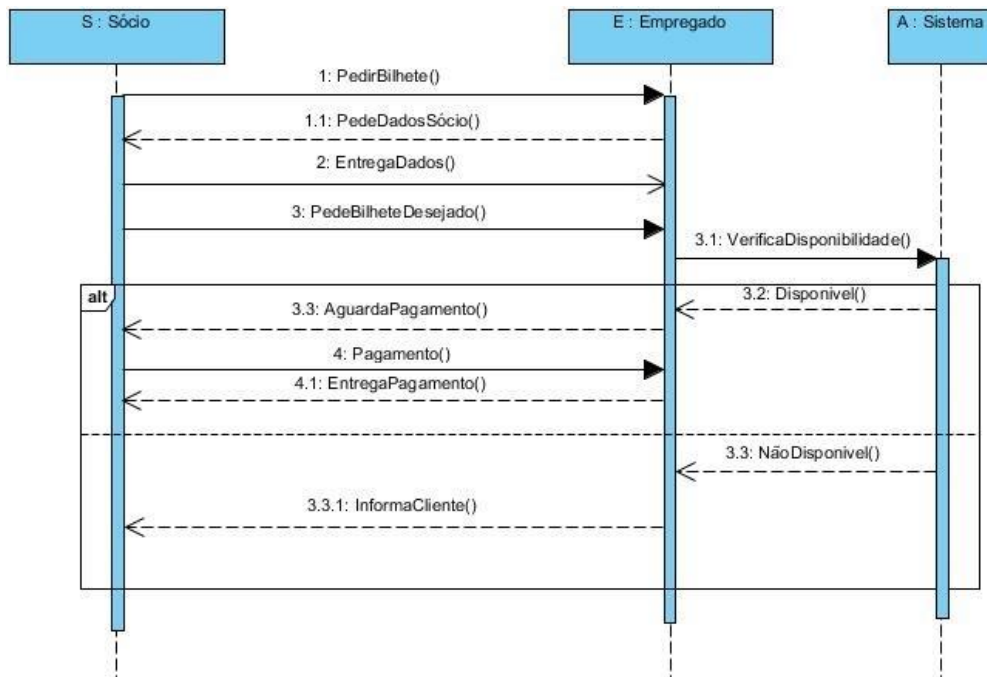 S : Sócio
E : Empregado
A : Sistema
1: PedirBilhete()
1.1: PedeDadosSócio()
2: EntregaDados()
3: PedeBilheteDesejado()
3.1: VerificaDisponibilidade()
alt
3.2: Disponivel()
3.3: AguardaPagamento()
4: Pagamento()
4.1: EntregaPagamento()
3.3: NãoDisponivel()
3.3.1: InformaCliente()